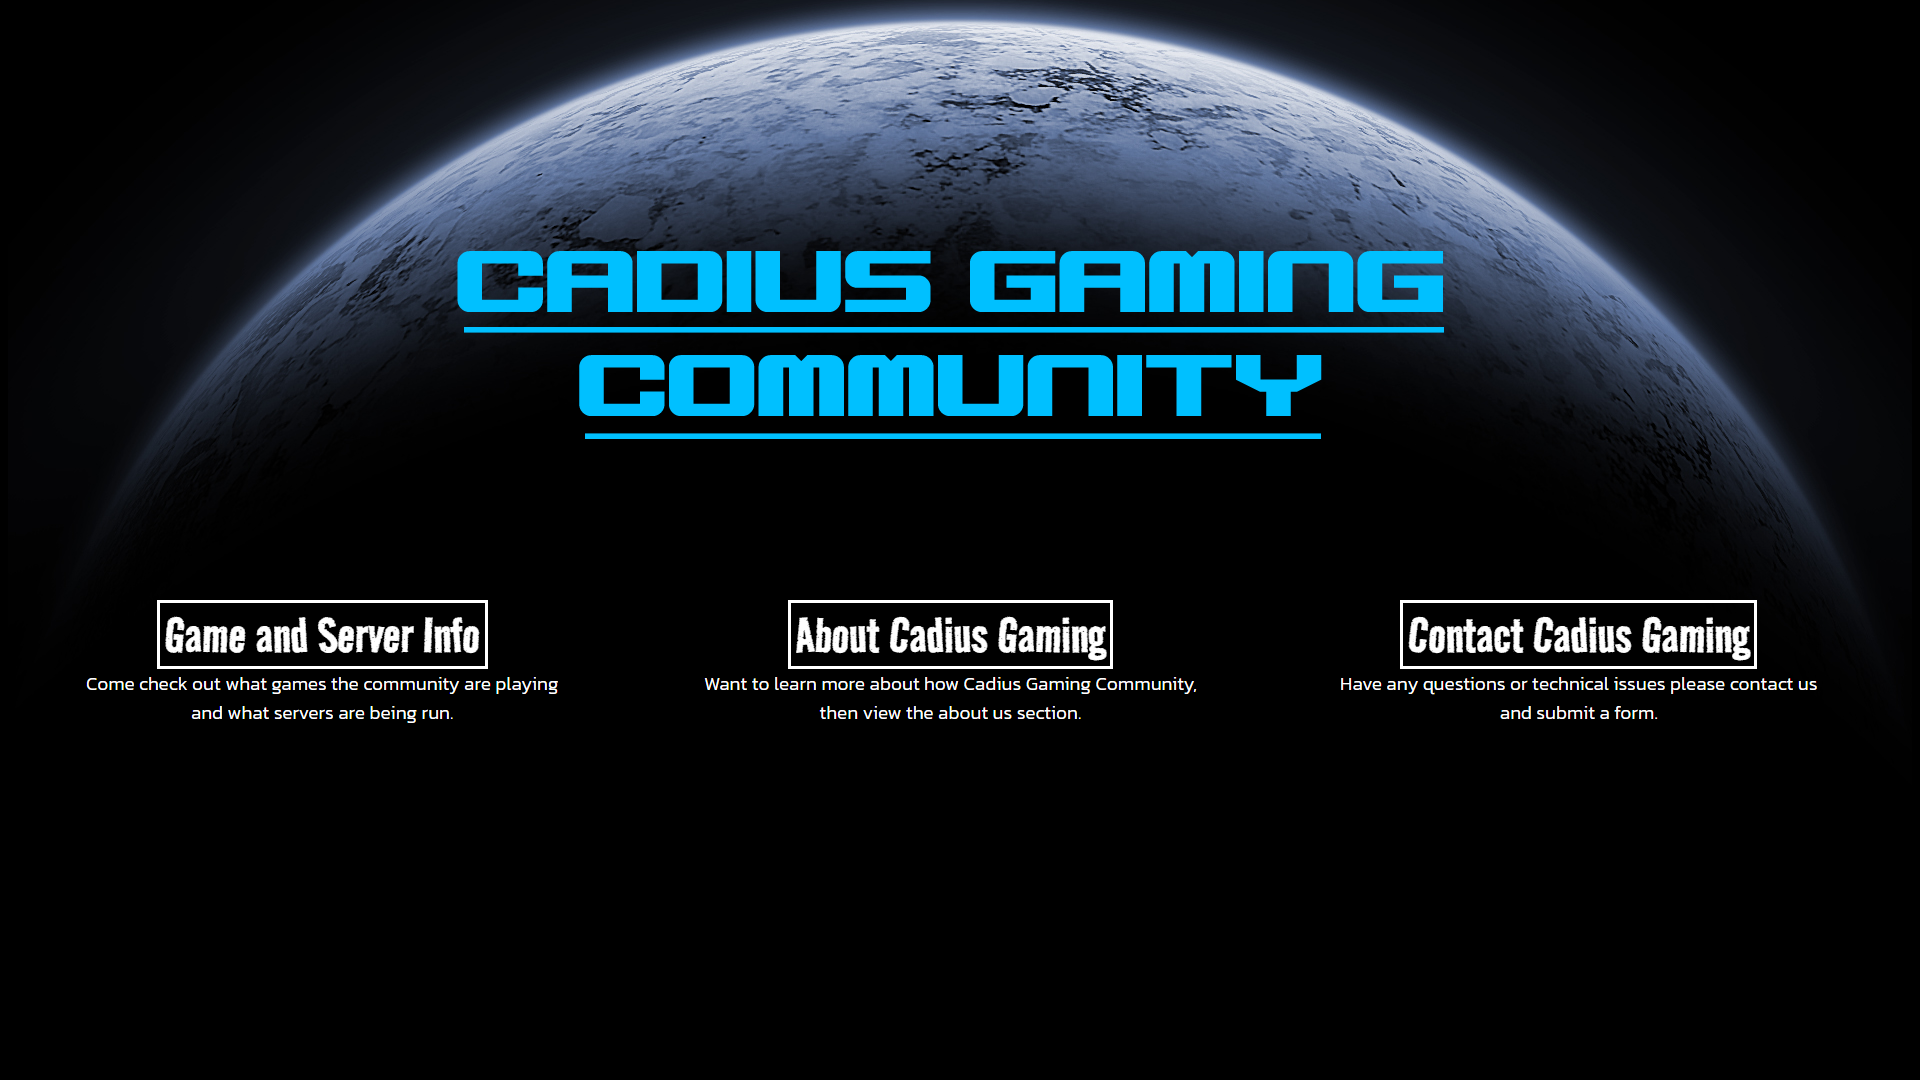 CADIUS GAMING
COMMUNITY
Game and Server Info
Come check out what games the community are playing
and what servers are being run.
About Cadius Gaming
Want to learn more about how Cadius Gaming Community,
then view the about us section.
Contact Cadius Gaming
Have any questions or technical issues please contact us
and submit a form.